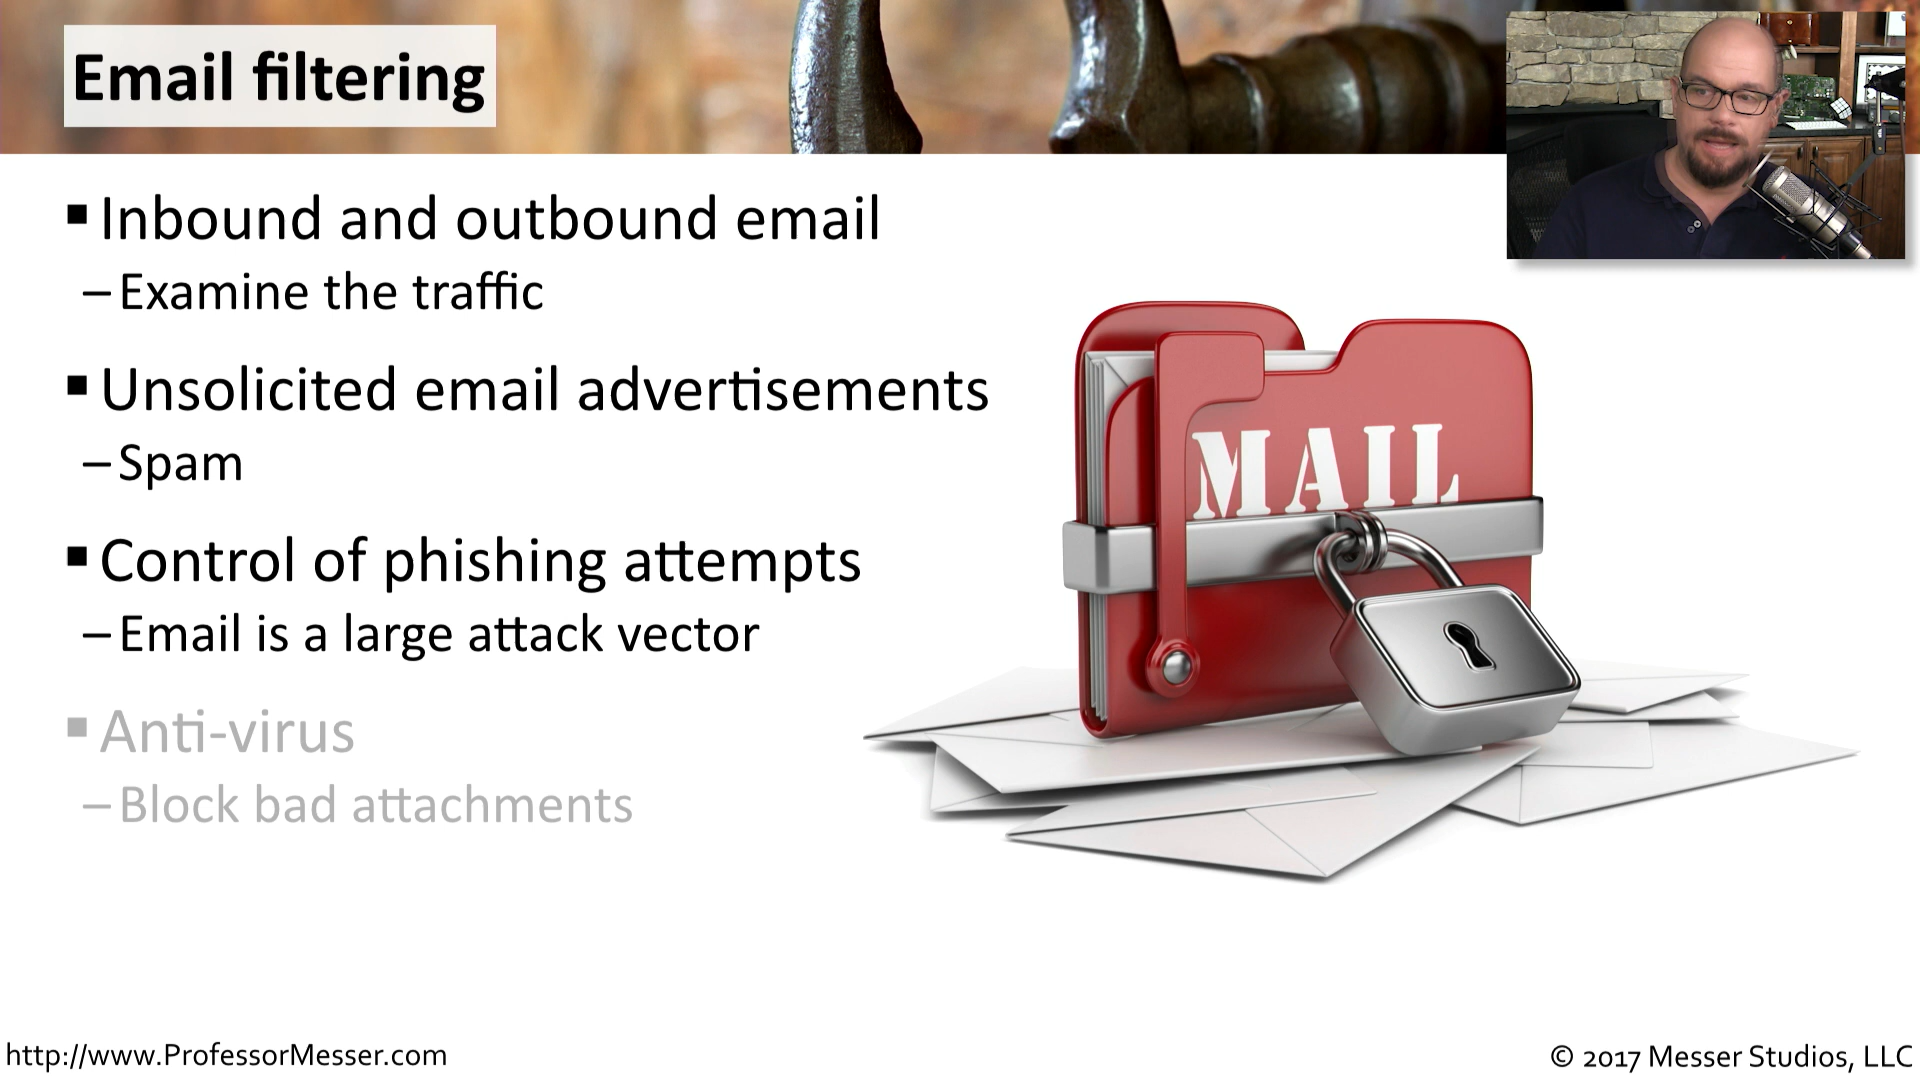 Email filtering
▪ Inbound and outbound email
– Examine the traffic
▪ Unsolicited email advertisements
– Spam
▪ Control of phishing attempts
– Email is a large attack vector
▪ Anti-virus
– Block bad attachments
MAIL
http://www.ProfessorMesser.com
© 2017 Messer Studios, LLC